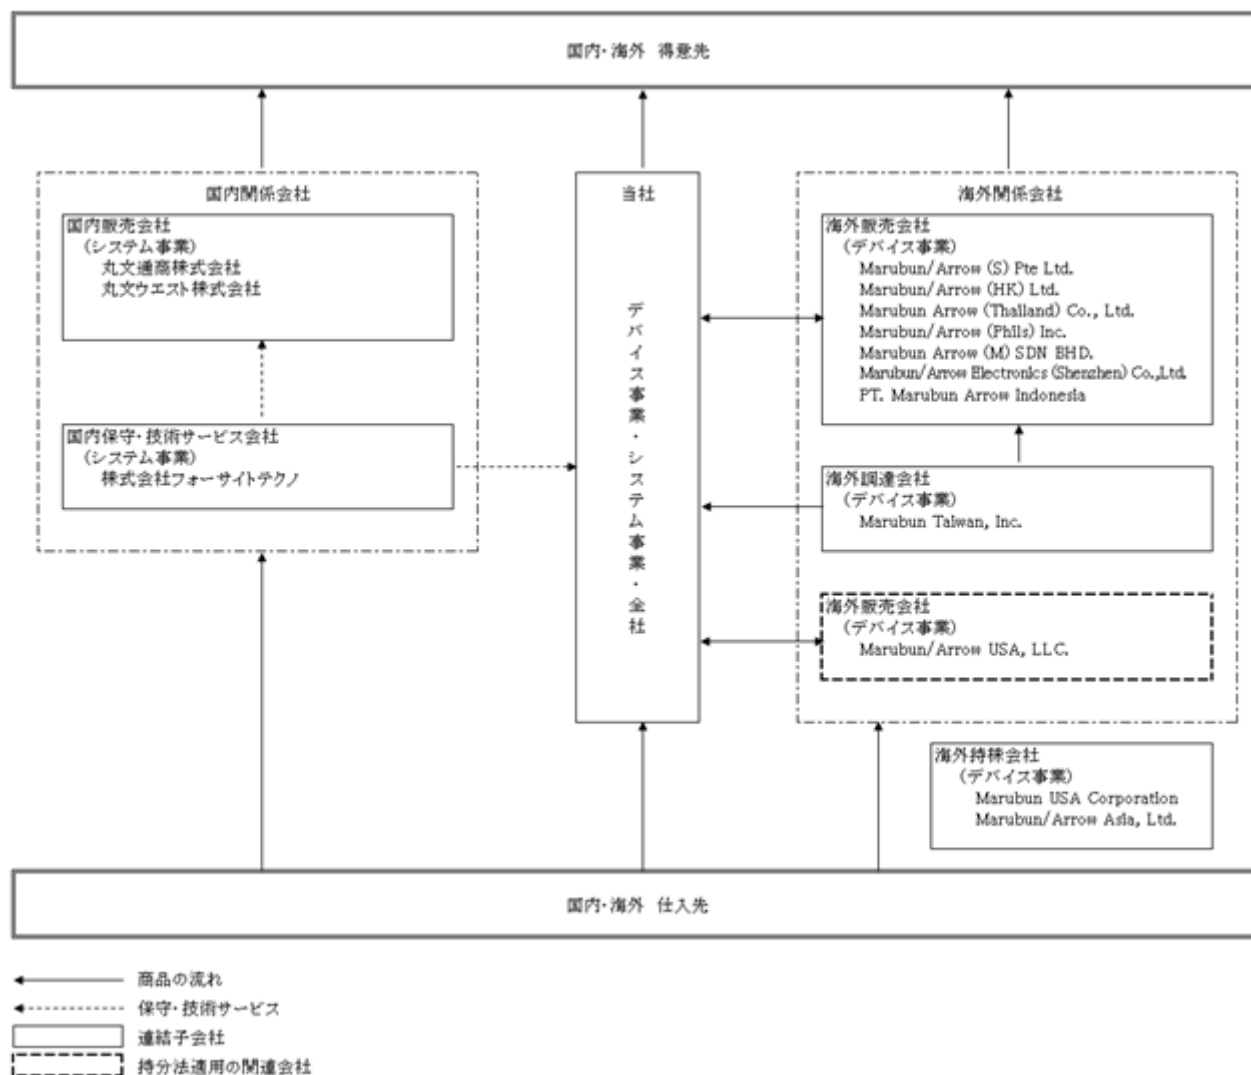 国内・海外 得意先
国内関係会社
国内販売会社
(システム事業)
丸文通商株式会社
丸文ウエスト株式会社
国内保守・技術サービス会社
(システム事業)
株式会社フォーサイトテクノ
当社
デバイス事業・システム事業・全社
海外関係会社
海外販売会社
(デバイス事業)
Marubun/Arrow (S) Pte Ltd.
Marubun/Arrow (HK) Ltd.
Marubun Arrow (Thailand) Co., Ltd.
Marubun/Arrow (Phils) Inc.
Marubun Arrow (M) SDN BHD.
Marubun/Arrow Electronics (Shenzhen) Co.,Ltd.
PT. Marubun Arrow Indonesia
海外調達会社
(デバイス事業)
Marubun Taiwan, Inc.
海外販売会社
(デバイス事業)
Marubun/Arrow USA, LLC.
海外持株会社
(デバイス事業)
Marubun USA Corporation
Marubun/Arrow Asia, Ltd.
国内・海外 仕入先
商品の流れ
保守・技術サービス
連結子会社
持分法適用の関連会社